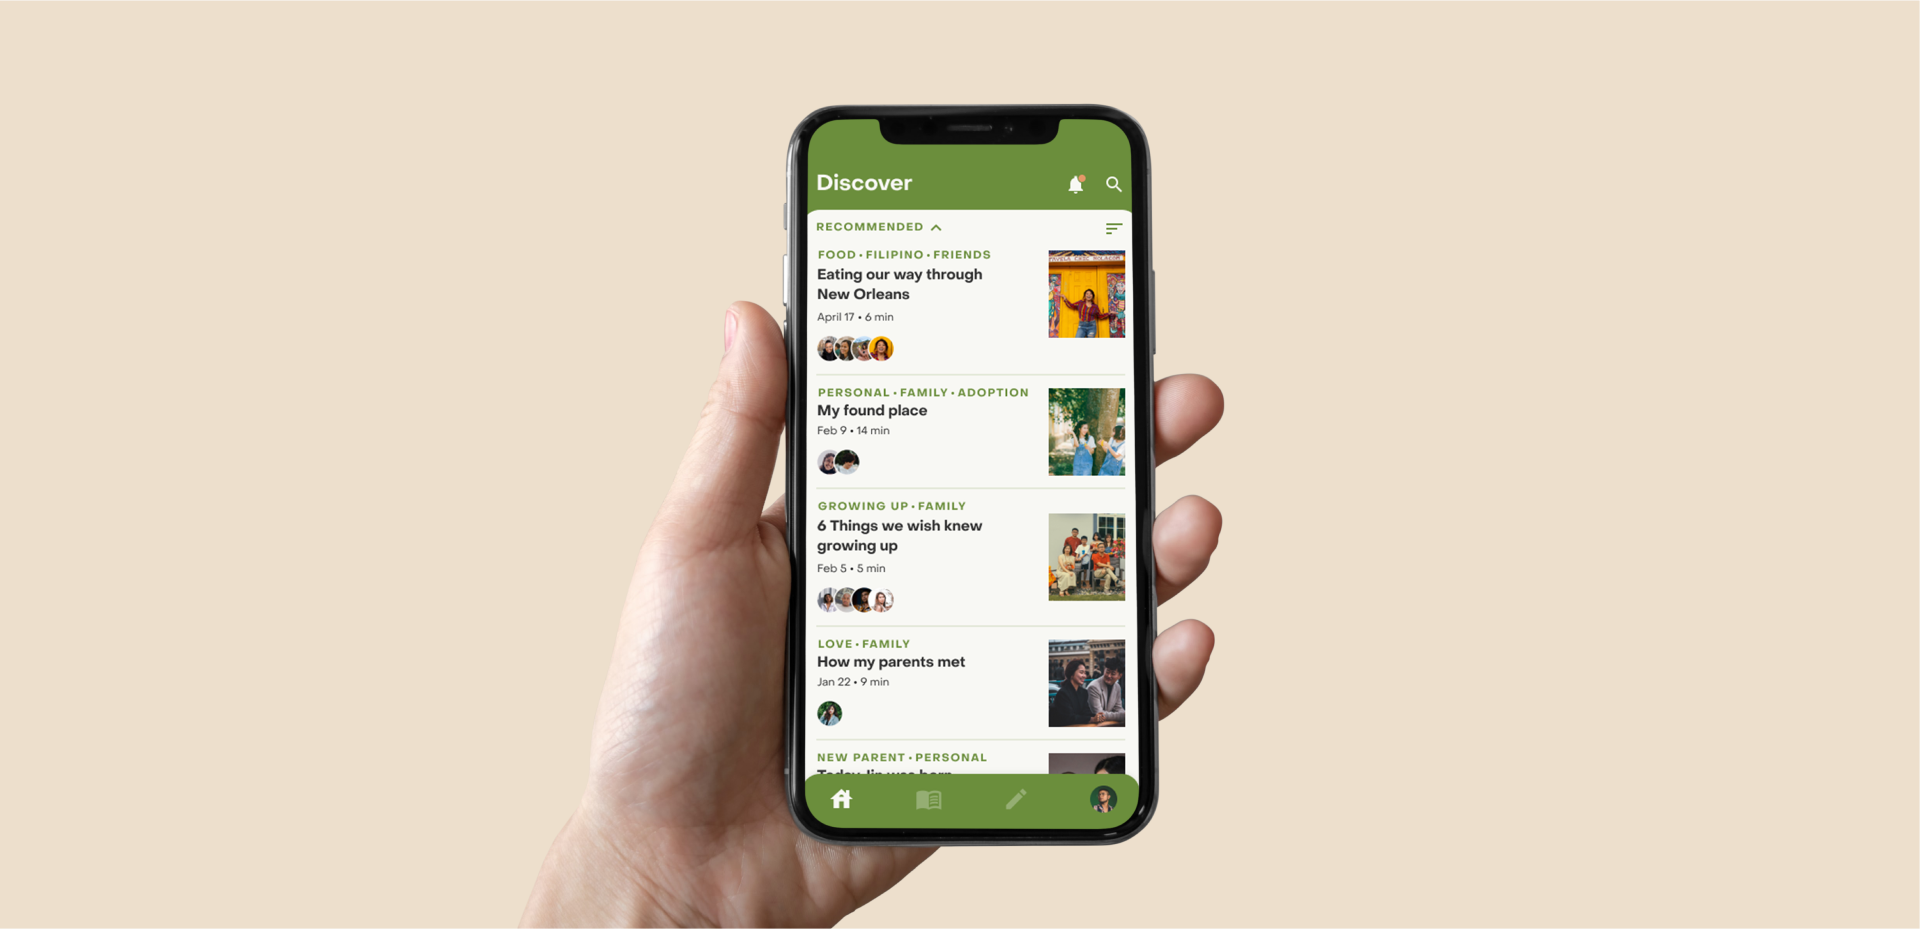 Discover
RECOMMENDED
FOOD • FILIPINO • FRIENDS
Eating our way through
New Orleans
April 17 • 6 min
PERSONAL • FAMILY • ADOPTION
My found place
Feb 9 • 14 min
GROWING UP • FAMILY
6 Things we wish knew
growing up
Feb 5 • 5 min
LOVE • FAMILY
How my parents met
Jan 22 • 9 min
NEW PARENT • PERSONAL